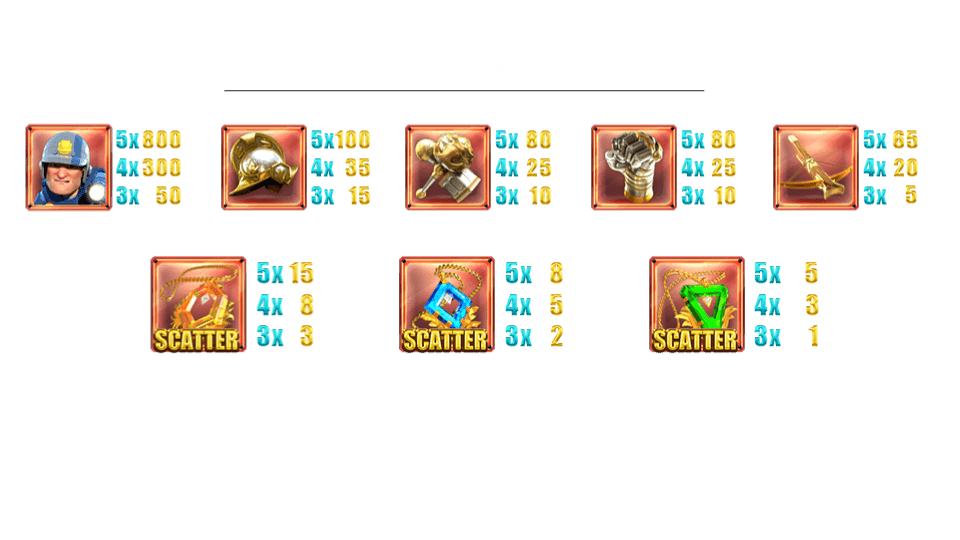 5x 800
4x 300
3x 50
5x 100
4x 35
3x 15
5x 80
4x 25
3x 10
5x 80
4x 25
3x 10
5x 65
4x 20
3x 5
SCATTER
5x 15
4x 8
3x 3
SCATTER
5x 8
4x 5
3x 2
SCATTER
5x 5
4x 3
3x 1